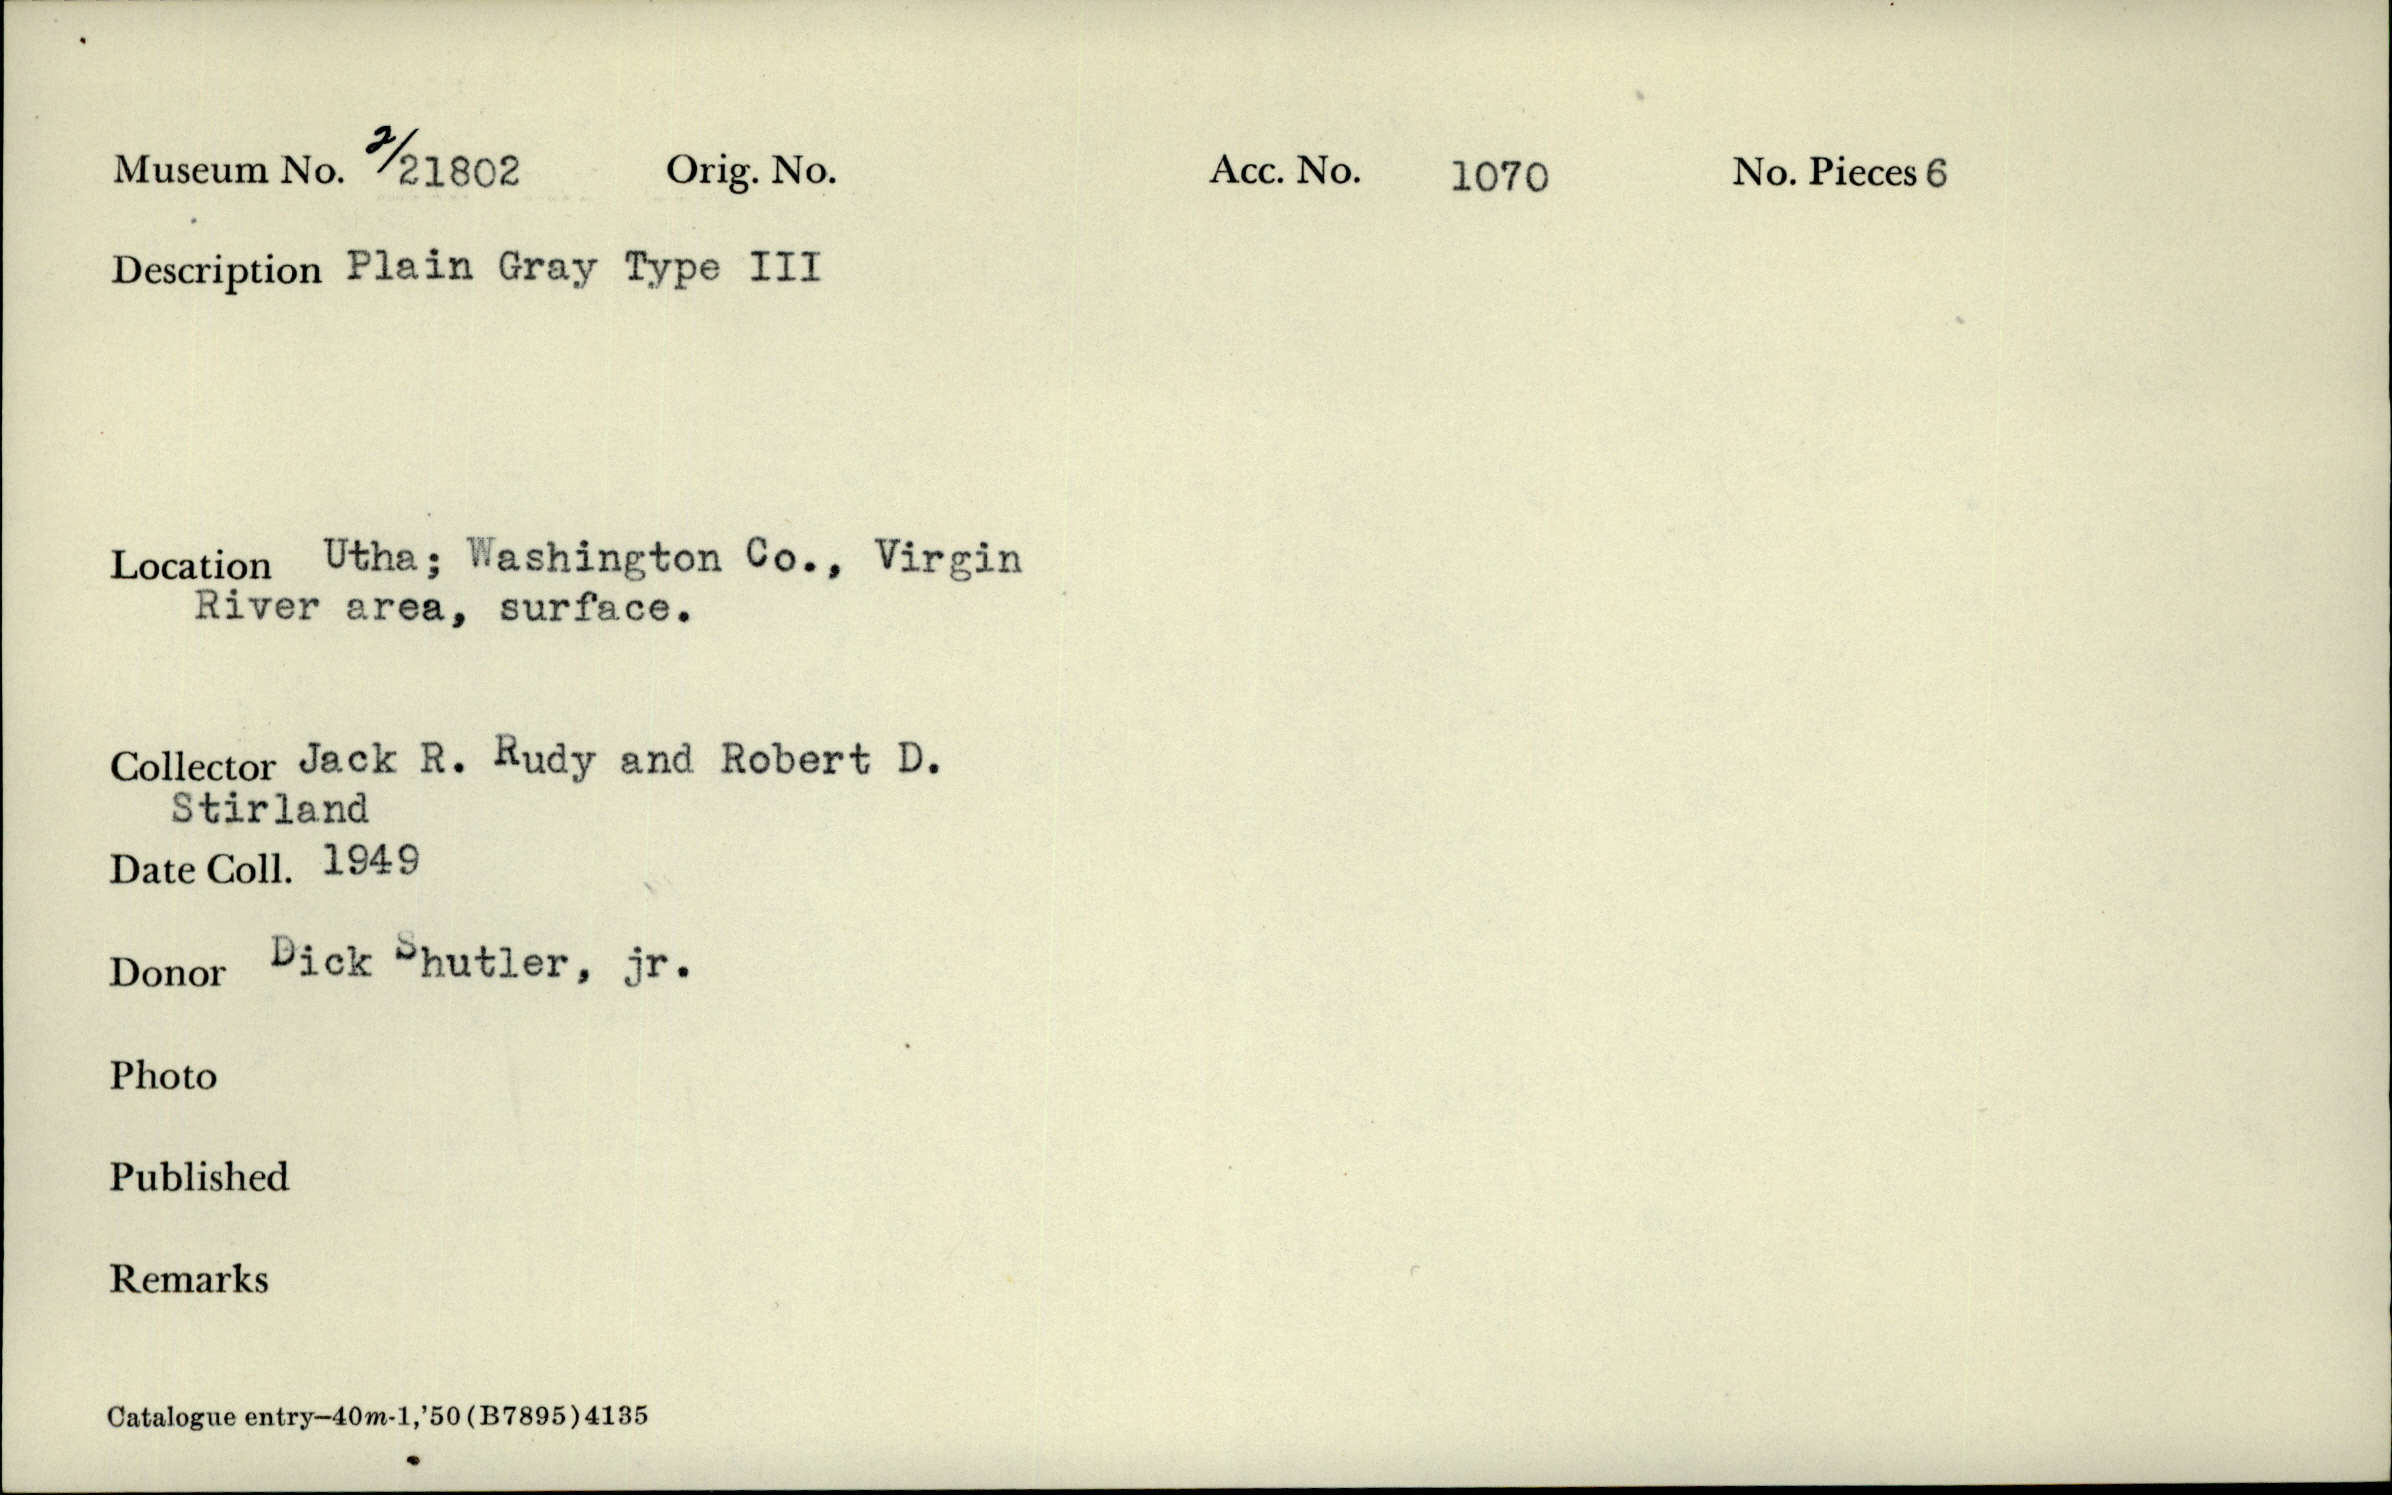 Museum No. 2/21802 Orig. No. Acc. No. 1070 No. Pieces 6
Description Plain Gray Type III
Location Utha; Washington Co., Virgin
River area, surface.
Collector Jack R. Rudy and Robert D.
Stirland
Date Coll. 1949
Donor Dick Shutler, jr.
Photo
Published
Remarks
Catalogue entry—40m-1,'50(B7895)4135